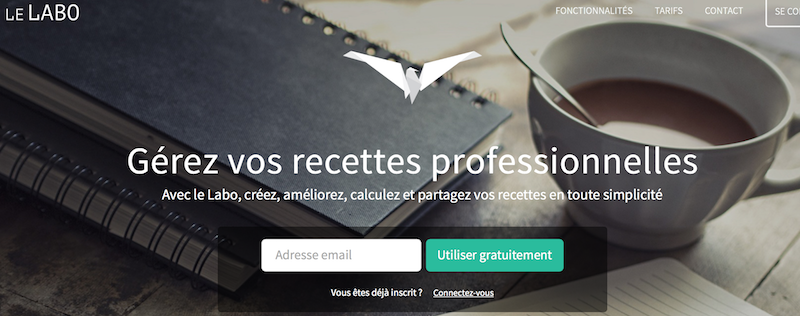 LE LABO
FONCTIONNALITÉS TARIFS CONTACT SE CO
Gérez vos recettes professionnelles
Avec le Labo, créez, améliorez, calculez et partagez vos recettes en toute simplicité
Adresse email Utiliser gratuitement
Vous êtes déjà inscrit ? Connectez-vous